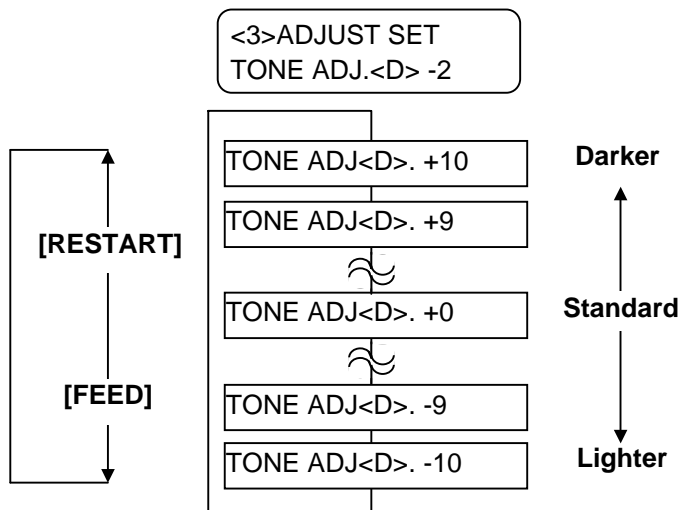 <3>ADJUST SET
TONE ADJ.<D> -2
TONE ADJ<D>. +10
Darker
TONE ADJ<D>. +9
[RESTART]
TONE ADJ<D>. +0
Standard
[FEED]
TONE ADJ<D>. -9
TONE ADJ<D>. -10
Lighter